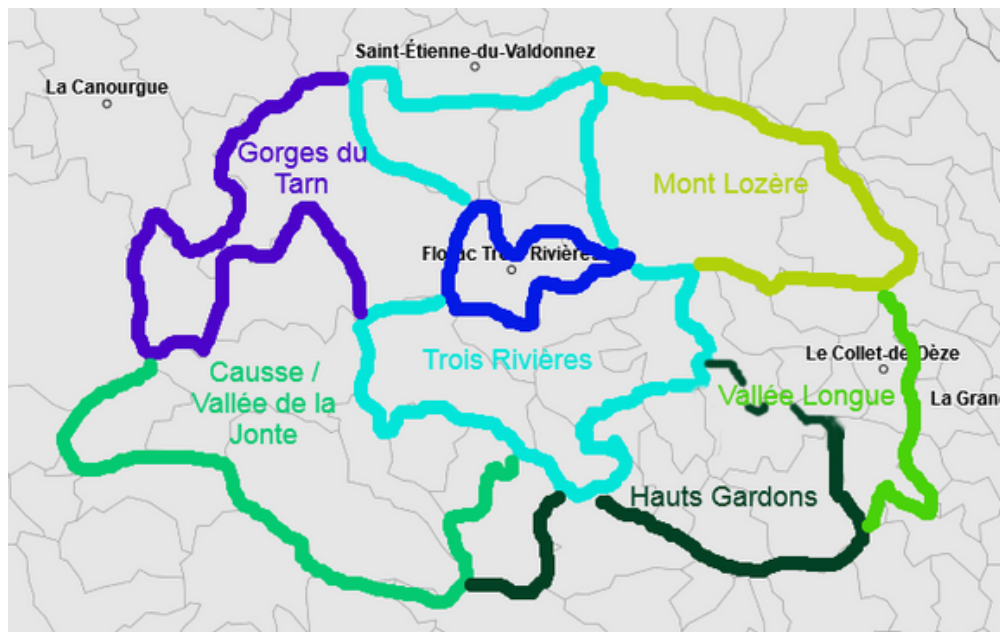 Saint-Étienne-du-Valdonnez
La Canourgue
Gorges du
Tarn
Mont Lozère
Trois Rivières
Causse /
Vallée de la
Jonte
Le Collet-de-Dèze
Vallée Longue
Hauts Gardons